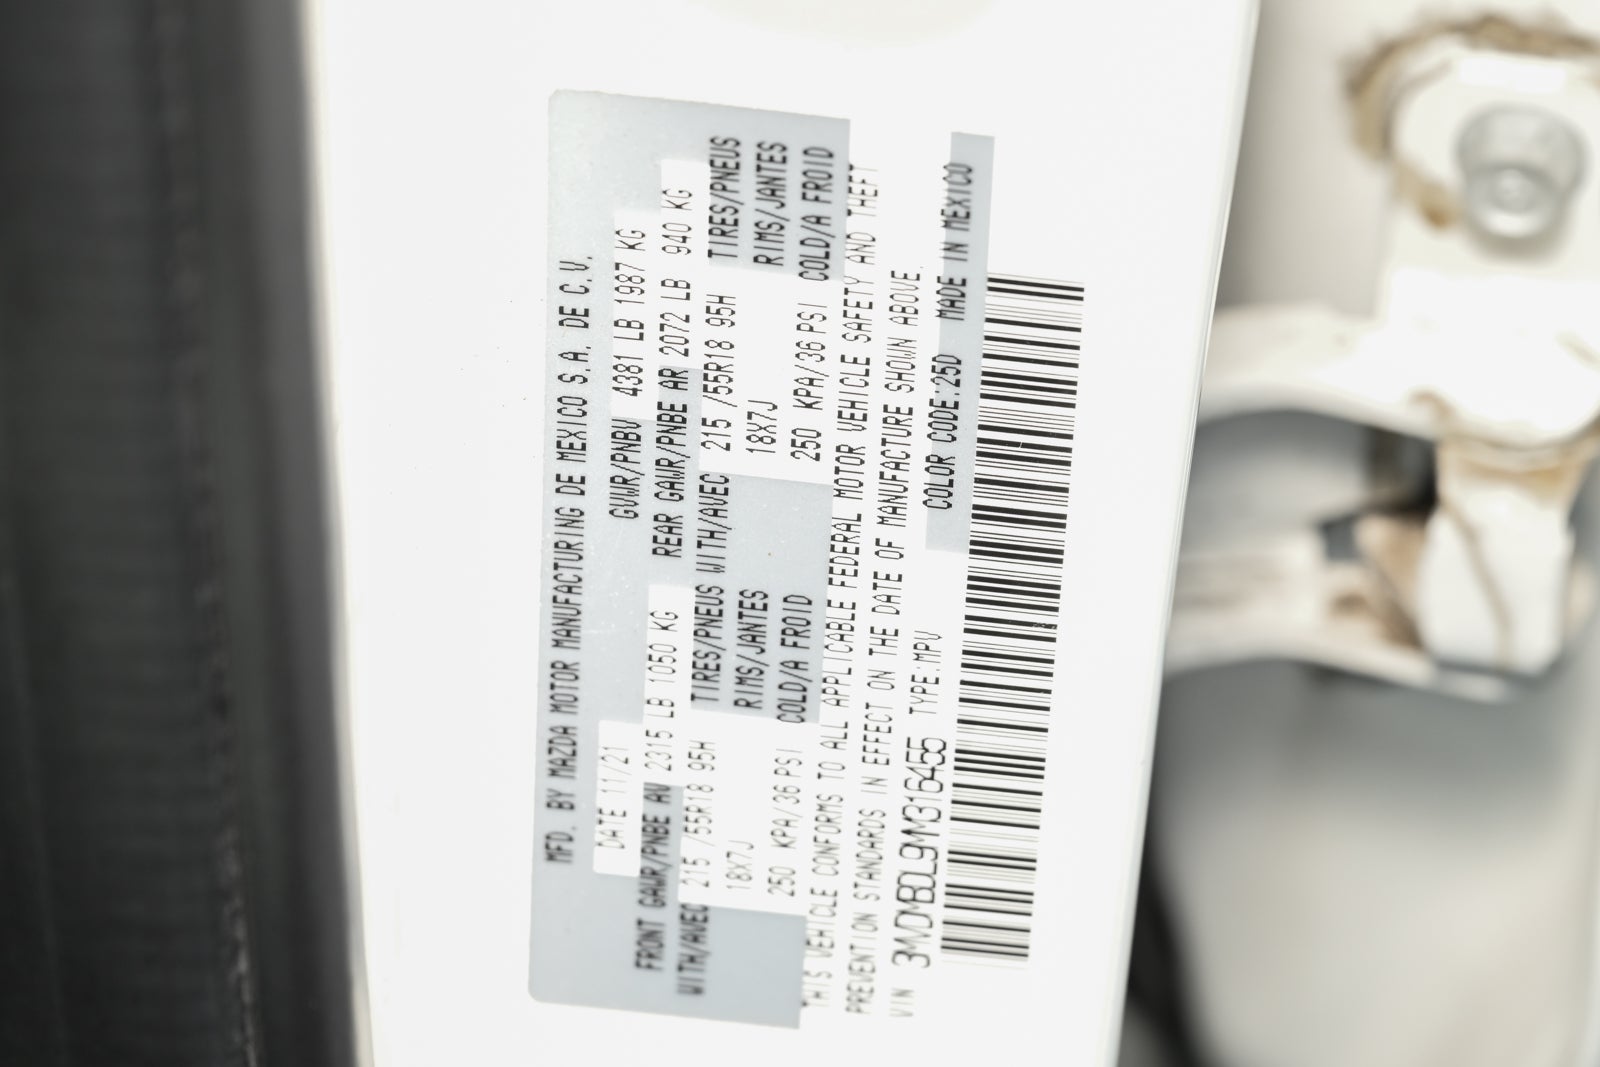 MFD. BY MAZDA MOTOR MANUFACTURING DE MEXICO S.A. DE C.V.
DATE 11/21 GVWR/PNBV 4381 LB 1987 KG
FRONT GAWR/PNBE AV 2315 LB 1050 KG REAR GAWR/PNBE AR 2072 LB 940 KG
WITH/AVEC 215 /55R18 95H TIRES/PNEUS WITH/AVEC 215 /55R18 95H TIRES/PNEUS
18X7J RIMS/JANTES 18X7J RIMS/JANTES
250 KPA/36 PSI COLD/A FROID 250 KPA/36 PSI COLD/A FROID
THIS VEHICLE CONFORMS TO ALL APPLICABLE FEDERAL MOTOR VEHICLE SAFETY AND THEFT
PREVENTION STANDARDS IN EFFECT ON THE DATE OF MANUFACTURE SHOWN ABOVE.
VIN 3MVDMBDL9NM316455 TYPE:MPV COLOR CODE:25D MADE IN MEXICO